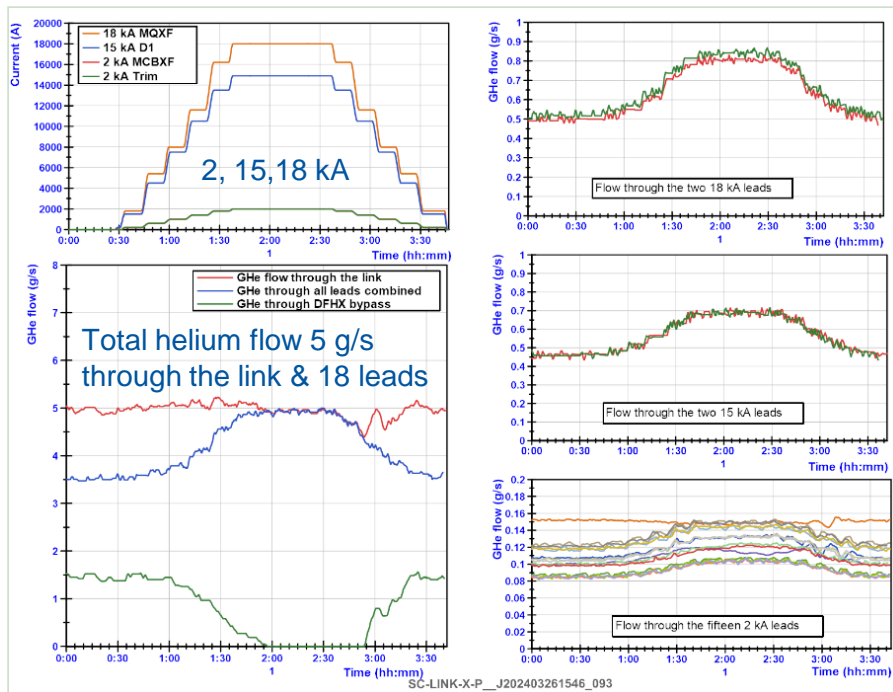 Current (A)
20000
18000
16000
14000
12000
10000
8000
6000
4000
2000
0
18 kA MQXF
15 kA D1
2 kA MCBXF
2 kA Trim
2, 15,18 kA
0:00 0:30 1:00 1:30 2:00 2:30 3:00 3:30
1
Time (hh:mm)
GHe flow (g/s)
8
7
6
5
4
3
2
1
0
GHe flow through the link
GHe through all leads combined
GHe through DFHX bypass
Total helium flow 5 g/s
through the link & 18 leads
0:00 0:30 1:00 1:30 2:00 2:30 3:00 3:30
1
Time (hh:mm)
GHe flow (g/s)
1
0.9
0.8
0.7
0.6
0.5
0.4
0.3
0.2
0.1
0
Flow through the two 18 kA leads
0:00 0:30 1:00 1:30 2:00 2:30 3:00 3:30
1
Time (hh:mm)
GHe flow (g/s)
1
0.9
0.8
0.7
0.6
0.5
0.4
0.3
0.2
0.1
0
Flow through the two 15 kA leads
0:00 0:30 1:00 1:30 2:00 2:30 3:00 3:30
1
Time (hh:mm)
GHe flow (g/s)
0.2
0.18
0.16
0.14
0.12
0.1
0.08
0.06
0.04
0.02
0
Flow through the fifteen 2 kA leads
0:00 0:30 1:00 1:30 2:00 2:30 3:00 3:30
1
Time (hh:mm)
SC-LINK-X-P__J202403261546_093